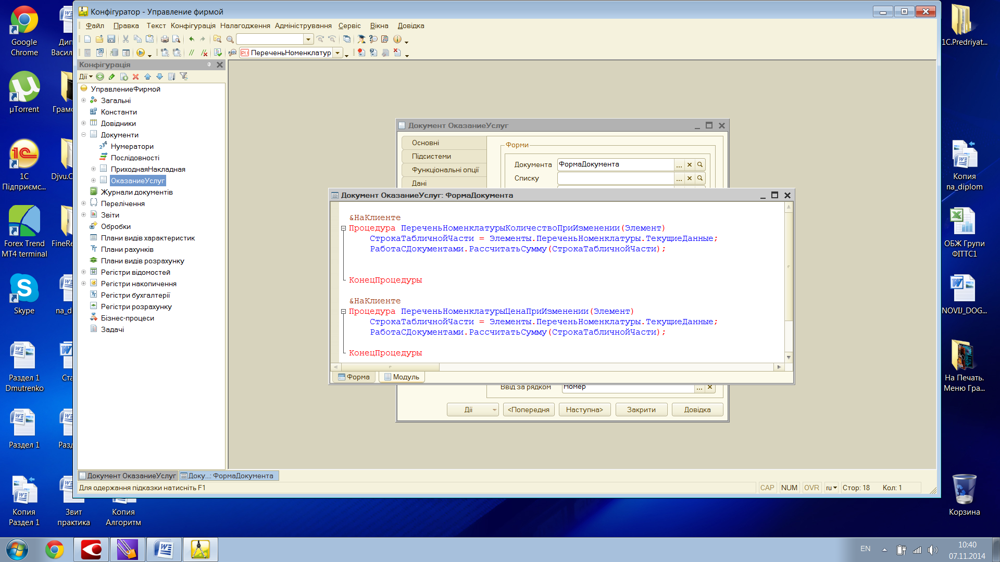 Конфігуратор - Управление фирмой
Файл Правка Текст Конфігурація Налагодження Адміністрування Сервіс Вікна Довідка
ПереченьНоменклатур
Конфігурація
Дії
УправлениеФирмой
Загальні
Константи
Довідники
Документи
Нумератори
Послідовності
ПриходнаяНакладная
ОказаниеУслуг
Журнали документів
Перелічення
Звіти
Обробки
Плани видів характеристик
Плани рахунків
Плани видів розрахунку
Регістри відомостей
Регістри накопичення
Регістри бухгалтерії
Регістри розрахунку
Бізнес-процеси
Задачі
Документ ОказаниеУслуг
Основні
Підсистеми
Функціональні опції
Дані
Форми
Документа ФормаДокумента
Списку
Документ ОказаниеУслуг: ФормаДокумента
&НаКлиенте
Процедура ПереченьНоменклатурыКоличествоПриИзменении(Элемент)
СтрокаТабличнойЧасти = Элементы.ПереченьНоменклатуры.ТекущиеДанные;
РаботаСДокументами.РассчитатьСумму(СтрокаТабличнойЧасти);
КонецПроцедуры
&НаКлиенте
Процедура ПереченьНоменклатурыЦенаПриИзменении(Элемент)
СтрокаТабличнойЧасти = Элементы.ПереченьНоменклатуры.ТекущиеДанные;
РаботаСДокументами.РассчитатьСумму(СтрокаТабличнойЧасти);
КонецПроцедуры
Форма Модуль
Ввід за рядком Номер
Дії <Попередня Наступна> Закрити Довідка
Документ ОказаниеУслуг Доку...: ФормаДокумента
Для одержання підказки натисніть F1
CAP NUM OVR ru Стор: 18 Кол: 1
Google Chrome
µTorrent
1С Підприємс...
Forex Trend MT4 terminal
Skype
Раздел 1 Dmutrenko
Раздел 1
Копия Раздел 1
Звит практика
Копия Алгоритм
Дип
Васил
Грамо
Djvu.O
FineRe
na_d
Ста
Разд
1C.Predriyat...
Копия na_diplom
ОБЖ Групи ФІТТС1
NOVIJ_DOG...
На Печать. Меню Гра...
Корзина
EN
10:40
07.11.2014